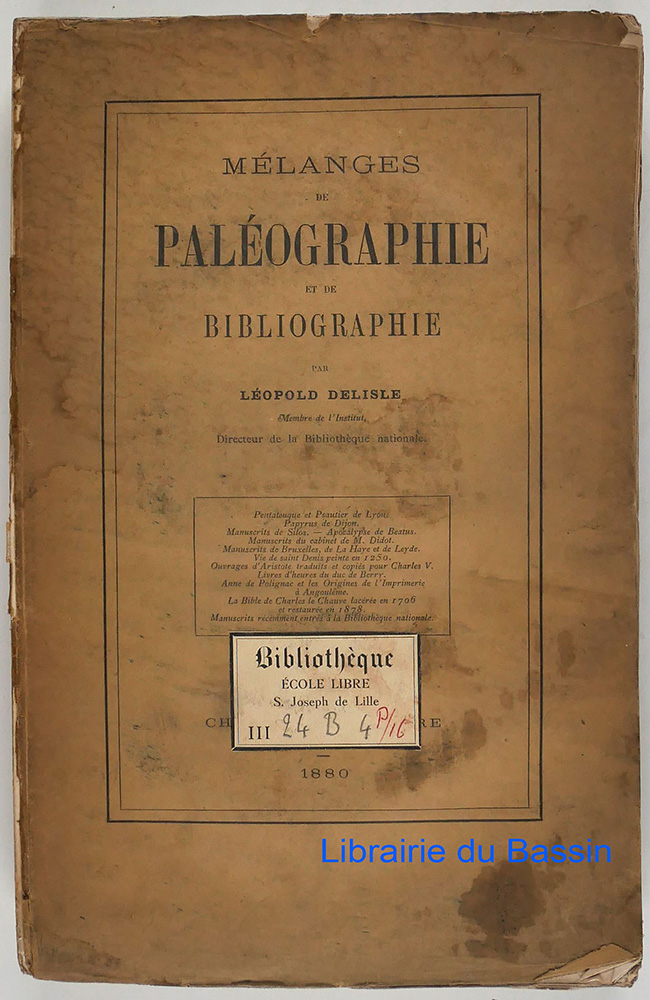 MÉLANGES
DE
PALÉOGRAPHIE
ET DE
BIBLIOGRAPHIE
PAR
LÉOPOLD DELISLE
Membre de l'Institut,
Directeur de la Bibliothèque nationale.
Pentateuque et Psautier de Lyon.
Papyrus de Dijon.
Manuscrits de Silos. — Apocalypse de Beatus.
Manuscrits du cabinet de M. Didot.
Manuscrits de Bruxelles, de La Haye et de Leyde.
Vie de saint Denis peinte en 1250.
Ouvrages d'Aristote traduits et copiés pour Charles V.
Livres d'heures du duc de Berry.
Anne de Polignac et les Origines de l'Imprimerie
à Angoulême.
La Bible de Charles le Chauve lacérée en 1706
et restaurée en 1878.
Manuscrits récemment entrés à la Bibliothèque nationale.
Bibliothèque
ÉCOLE LIBRE
S. Joseph de Lille
III 24 B 4 P/16
1880
Librairie du Bassin